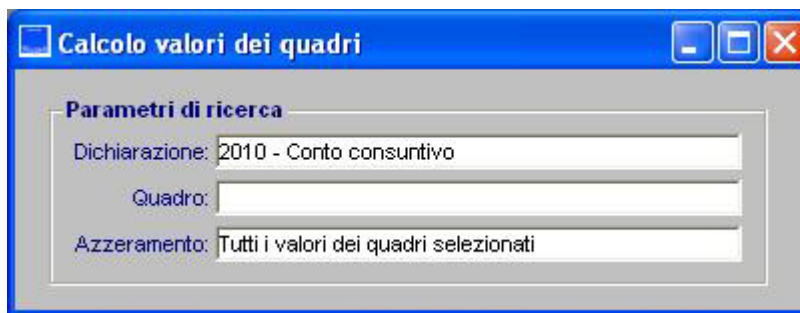 Calcolo valori dei quadri
Parametri di ricerca
Dichiarazione: 2010 - Conto consuntivo
Quadro:
Azzeramento: Tutti i valori dei quadri selezionati